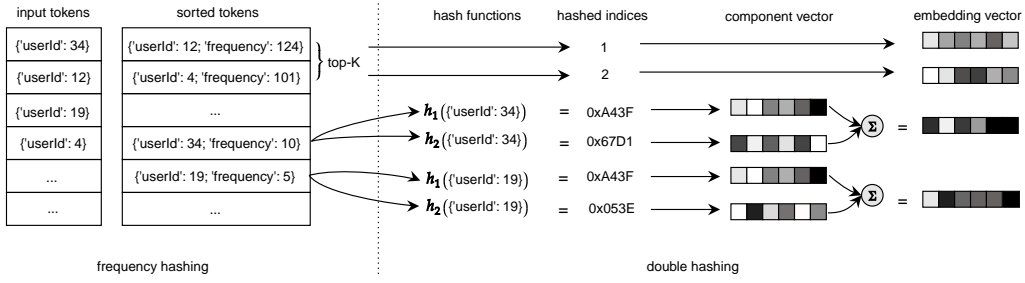 input tokens
{'userId': 34}
{'userId': 12}
{'userId': 19}
{'userId': 4}
...
...
sorted tokens
{'userId': 12; 'frequency': 124}
{'userId': 4; 'frequency': 101}
...
{'userId': 34; 'frequency': 10}
{'userId': 19; 'frequency': 5}
...
top-K
frequency hashing
hash functions
h1({'userId': 34})
h2({'userId': 34})
h1({'userId': 19})
h2({'userId': 19})
hashed indices
1
2
= 0xA43F
= 0x67D1
= 0xA43F
= 0x053E
component vector
Σ =
Σ =
embedding vector
double hashing